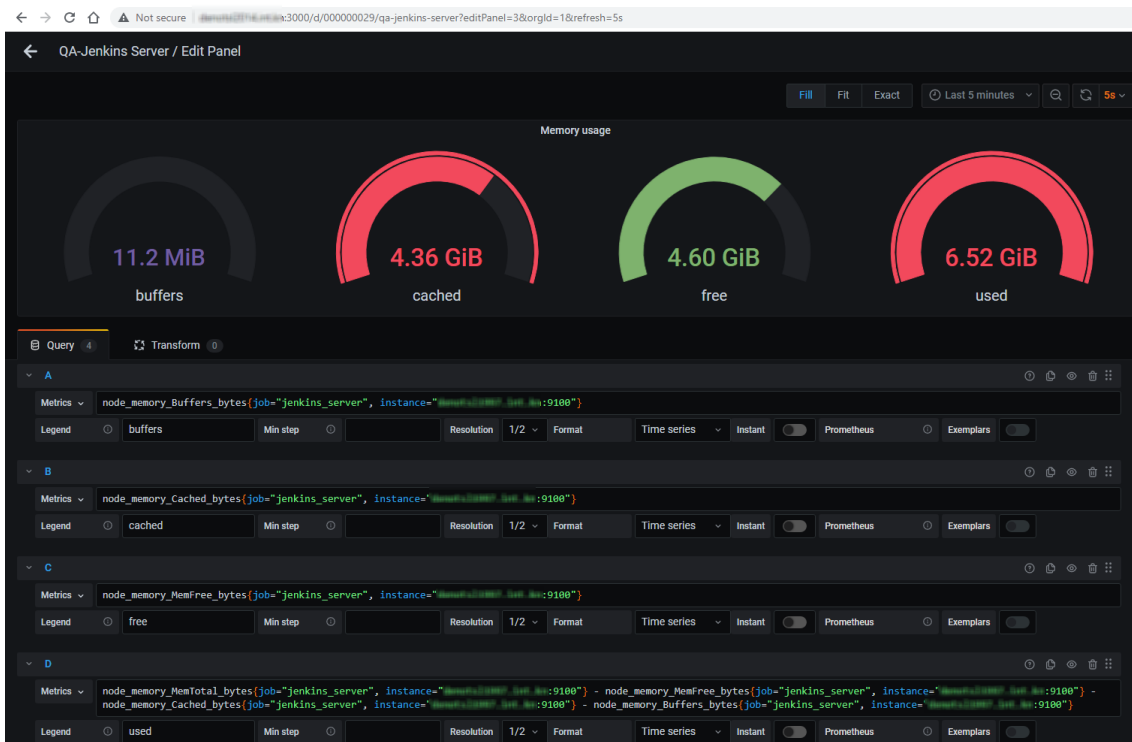 Not secure :3000/d/000000029/qa-jenkins-server?editPanel=3&orgId=1&refresh=5s
QA-Jenkins Server / Edit Panel
Fill Fit Exact Last 5 minutes 5s
Memory usage
11.2 MiB 4.36 GiB 4.60 GiB 6.52 GiB
buffers cached free used
Query 4 Transform 0
A
Metrics node_memory_Buffers_bytes{job="jenkins_server", instance=" :9100"}
Legend buffers Min step Resolution 1/2 Format Time series Instant Prometheus Exemplars
B
Metrics node_memory_Cached_bytes{job="jenkins_server", instance=" :9100"}
Legend cached Min step Resolution 1/2 Format Time series Instant Prometheus Exemplars
C
Metrics node_memory_MemFree_bytes{job="jenkins_server", instance=" :9100"}
Legend free Min step Resolution 1/2 Format Time series Instant Prometheus Exemplars
D
Metrics node_memory_MemTotal_bytes{job="jenkins_server", instance=" :9100"} - node_memory_MemFree_bytes{job="jenkins_server", instance=" :9100"} -
node_memory_Cached_bytes{job="jenkins_server", instance=" :9100"} - node_memory_Buffers_bytes{job="jenkins_server", instance=" :9100"}
Legend used Min step Resolution 1/2 Format Time series Instant Prometheus Exemplars